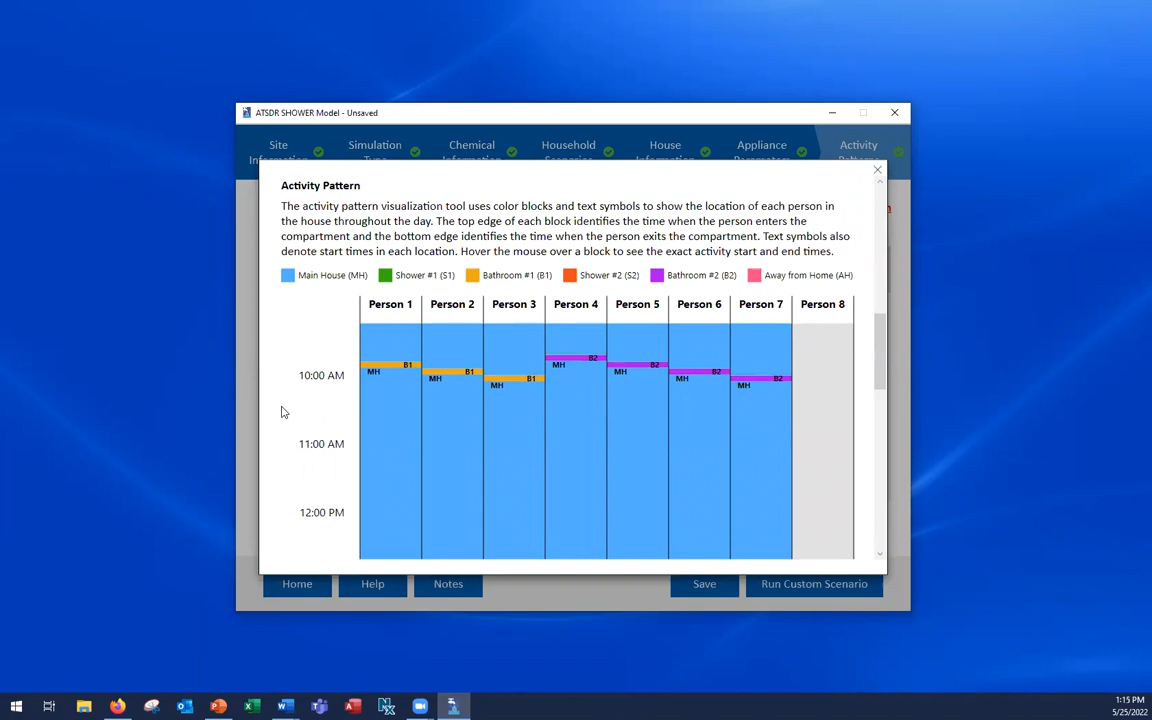 ATSDR SHOWER Model - Unsaved
Site
Simulation
Chemical
Household
House
Appliance
Activity
Activity Pattern
The activity pattern visualization tool uses color blocks and text symbols to show the location of each person in
the house throughout the day. The top edge of each block identifies the time when the person enters the
compartment and the bottom edge identifies the time when the person exits the compartment. Text symbols also
denote start times in each location. Hover the mouse over a block to see the exact activity start and end times.
Main House (MH) Shower #1 (S1) Bathroom #1 (B1) Shower #2 (S2) Bathroom #2 (B2) Away from Home (AH)
Person 1 Person 2 Person 3 Person 4 Person 5 Person 6 Person 7 Person 8
B2
B1 MH B2
10:00 AM MH B1 MH B2
MH B1 MH B2
MH MH
11:00 AM
12:00 PM
Home Help Notes Save Run Custom Scenario
1:15 PM
5/25/2022